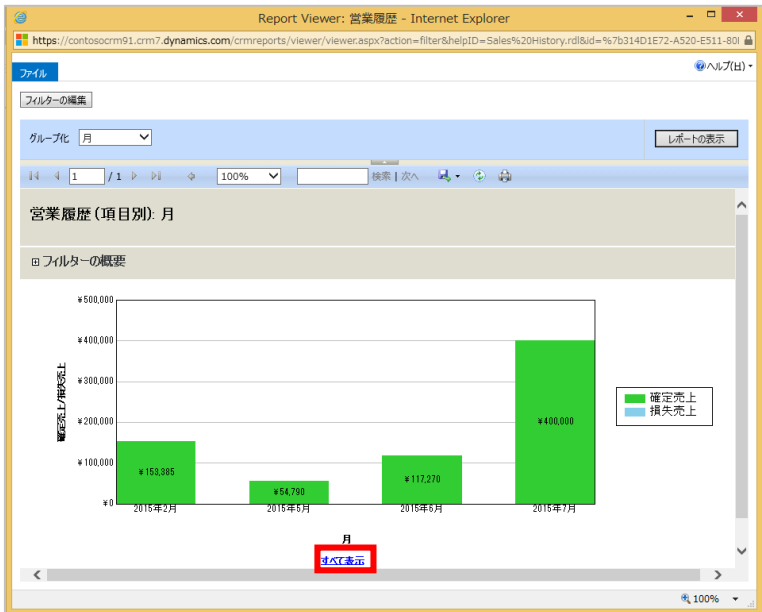 Report Viewer: 営業履歴 - Internet Explorer
https://contosocrm91.crm7.dynamics.com/crmreports/viewer/viewer.aspx?action=filter&helpID=Sales%20History.rdl&id=%7b314D1E72-A520-E511-80
ファイル
ヘルプ(H)
フィルターの編集
グループ化 月
レポートの表示
1 / 1 100% 検索 | 次へ
営業履歴 (項目別): 月
フィルターの概要
確定売上/損失売上
¥500,000
¥400,000
¥300,000
¥200,000
¥100,000
¥0
¥153,385
¥54,790
¥117,270
¥400,000
2015年2月 2015年5月 2015年6月 2015年7月
月
すべて表示
確定売上
損失売上
100%